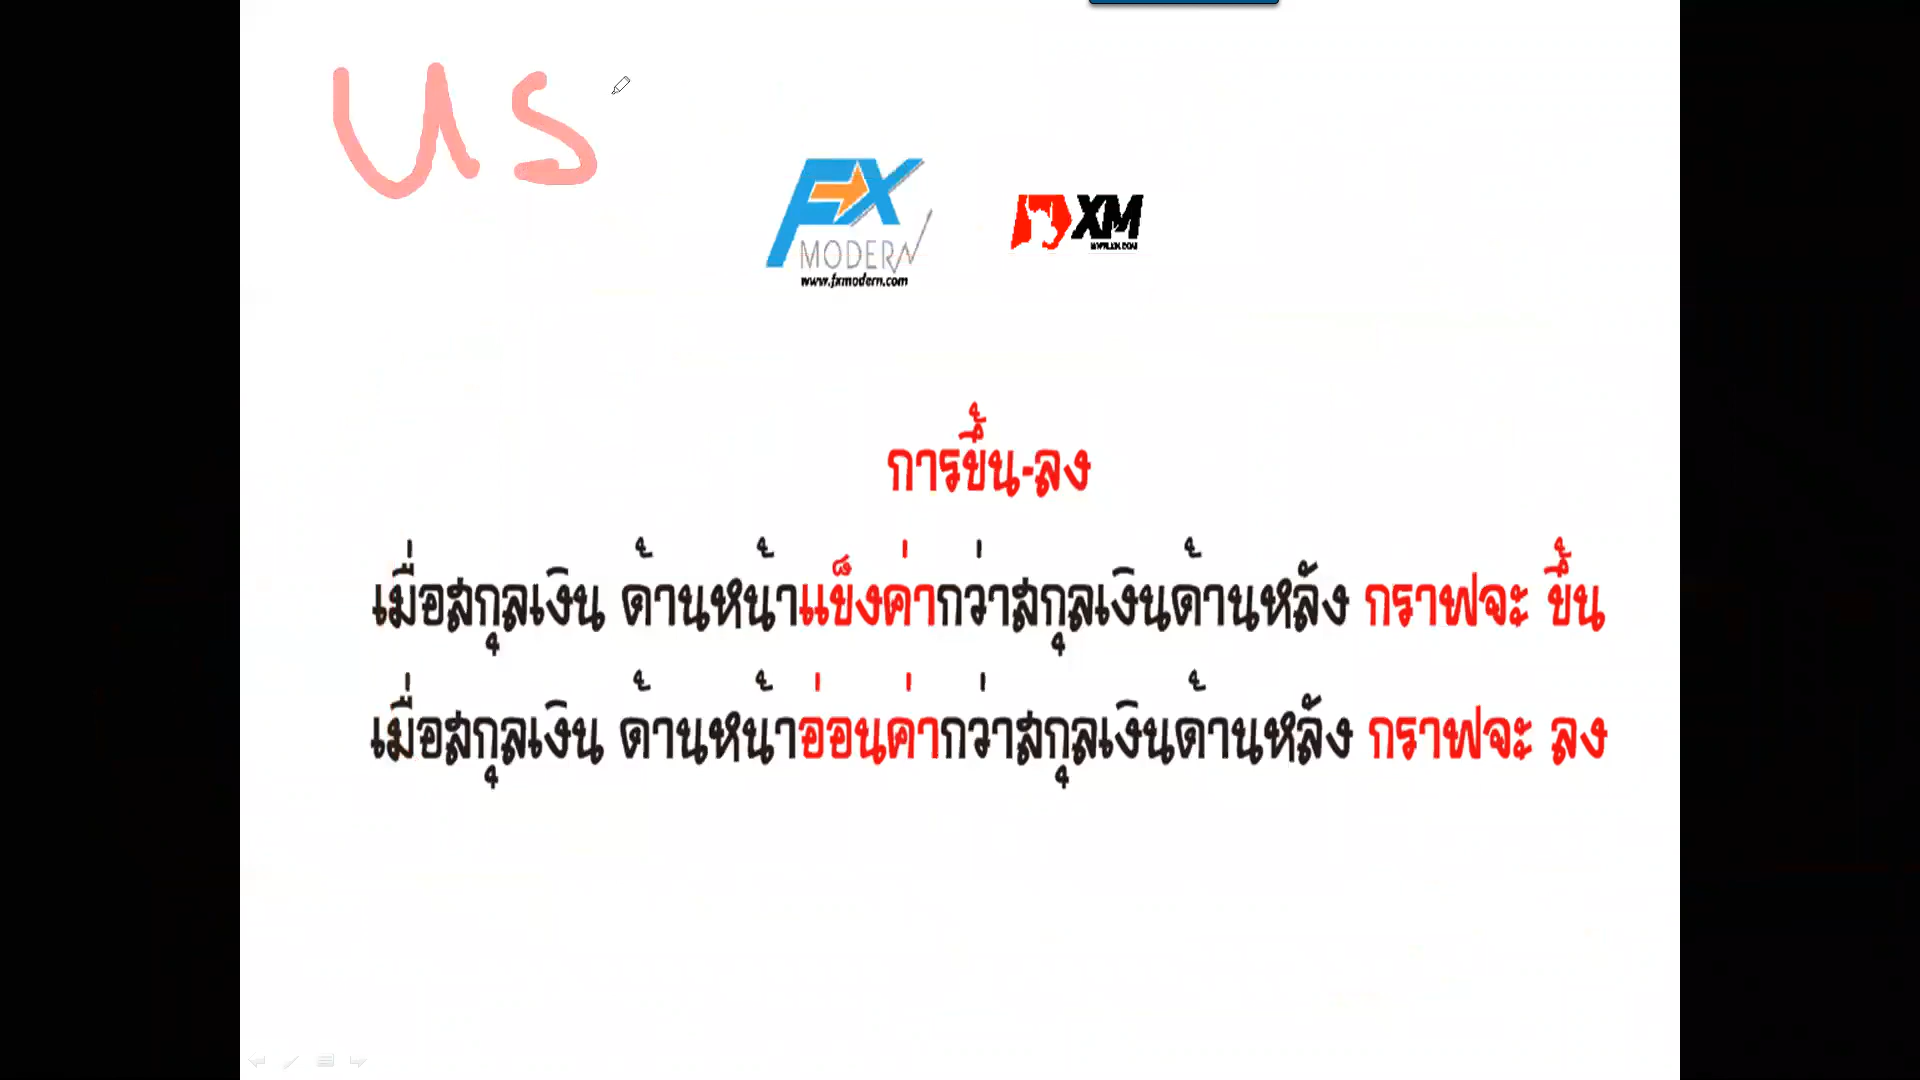 US
FX
MODERN
www.fxmodern.com
XM
การขึ้น-ลง
เมื่อสกุลเงิน ด้านหน้าแข็งค่ากว่าสกุลเงินด้านหลัง กราฟจะ ขึ้น
เมื่อสกุลเงิน ด้านหน้าอ่อนค่ากว่าสกุลเงินด้านหลัง กราฟจะ ลง